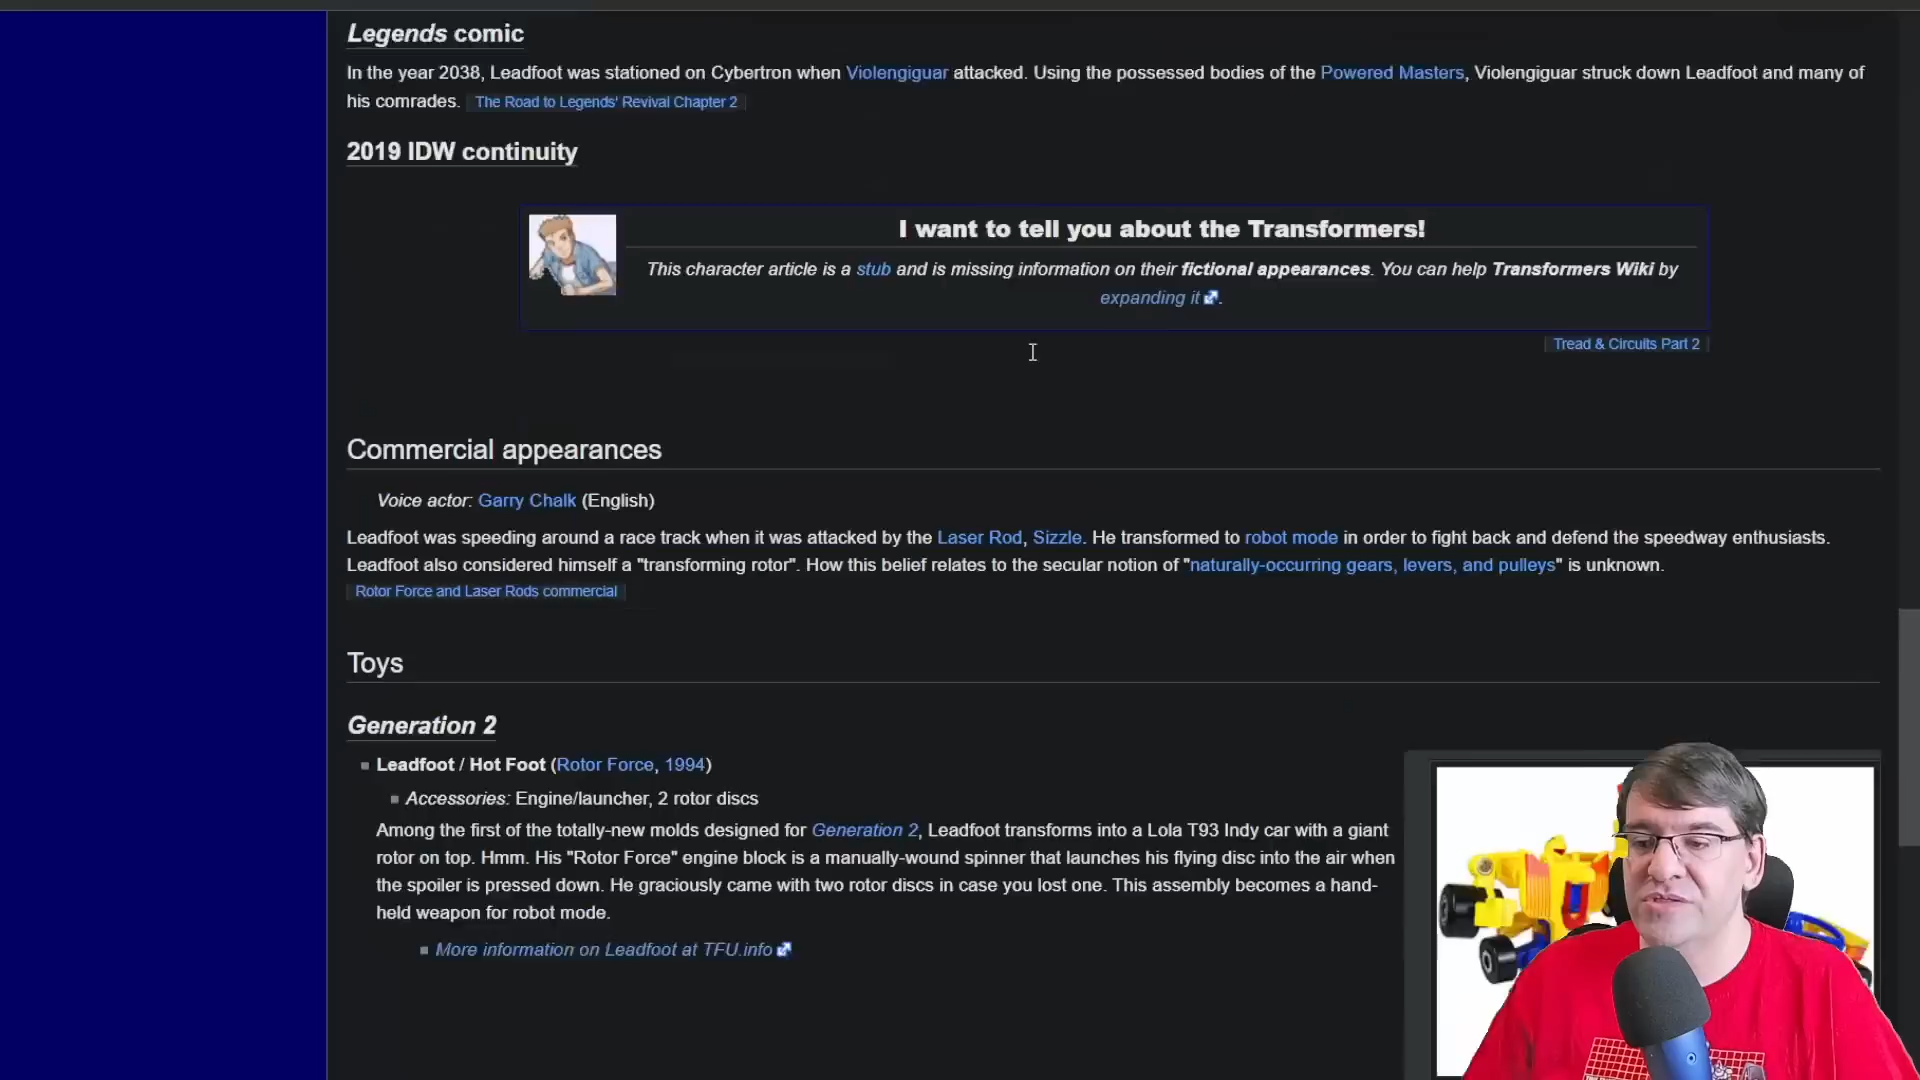 Legends comic
In the year 2038, Leadfoot was stationed on Cybertron when Violengiguar attacked. Using the possessed bodies of the Powered Masters, Violengiguar struck down Leadfoot and many of
his comrades. The Road to Legends' Revival Chapter 2
2019 IDW continuity
I want to tell you about the Transformers!
This character article is a stub and is missing information on their fictional appearances. You can help Transformers Wiki by
expanding it.
Tread & Circuits Part 2
Commercial appearances
Voice actor: Garry Chalk (English)
Leadfoot was speeding around a race track when it was attacked by the Laser Rod, Sizzle. He transformed to robot mode in order to fight back and defend the speedway enthusiasts.
Leadfoot also considered himself a "transforming rotor". How this belief relates to the secular notion of "naturally-occurring gears, levers, and pulleys" is unknown.
Rotor Force and Laser Rods commercial
Toys
Generation 2
Leadfoot / Hot Foot (Rotor Force, 1994)
Accessories: Engine/launcher, 2 rotor discs
Among the first of the totally-new molds designed for Generation 2, Leadfoot transforms into a Lola T93 Indy car with a giant
rotor on top. Hmm. His "Rotor Force" engine block is a manually-wound spinner that launches his flying disc into the air when
the spoiler is pressed down. He graciously came with two rotor discs in case you lost one. This assembly becomes a hand-
held weapon for robot mode.
More information on Leadfoot at TFU.info